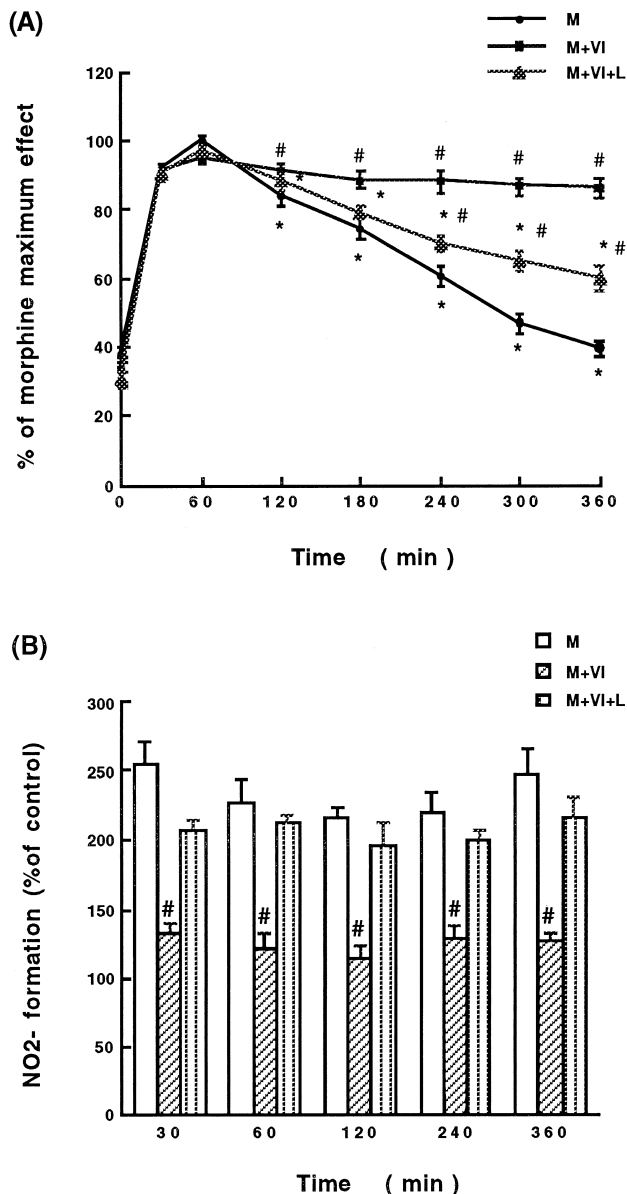 (A)
M
M+VI
M+VI+L
% of morphine maximum effect
120
100
80
60
40
20
0
# # # # #
* * * # * # * #
* * * * *
0 60 120 180 240 300 360
Time ( min )
(B)
M
M+VI
M+VI+L
NO2- formation (%of control)
300
250
200
150
100
50
0
# # # # #
30 60 120 240 360
Time ( min )